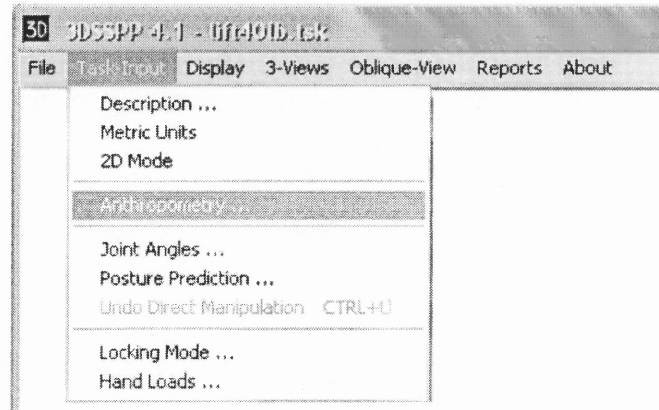 3D 3DSSPP 4.1 - lift40lb.tsk
File Task-Input Display 3-Views Oblique-View Reports About
Description ...
Metric Units
2D Mode
Anthropometry ...
Joint Angles ...
Posture Prediction ...
Undo Direct Manipulation CTRL+U
Locking Mode ...
Hand Loads ...